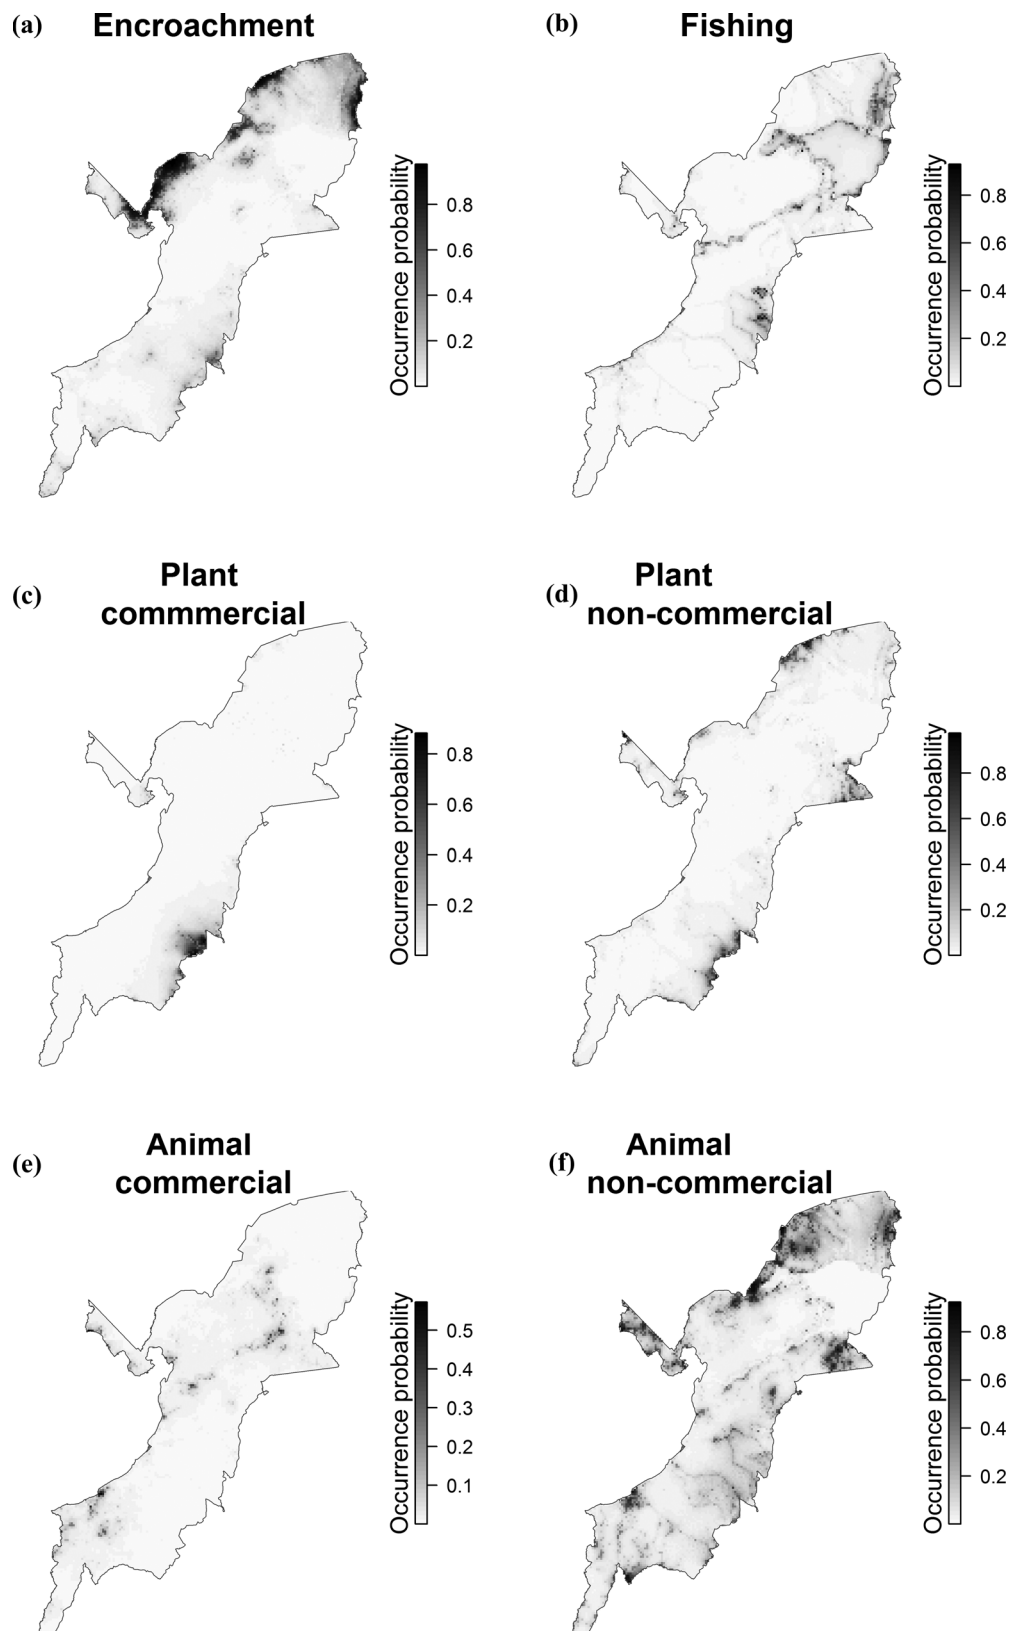 (a) Encroachment
0.8
0.6
0.4
0.2
Occurrence probability
(b) Fishing
0.8
0.6
0.4
0.2
Occurrence probability
(c) Plant
commmercial
0.8
0.6
0.4
0.2
Occurrence probability
(d) Plant
non-commercial
0.8
0.6
0.4
0.2
Occurrence probability
(e) Animal
commercial
0.5
0.4
0.3
0.2
0.1
Occurrence probability
(f) Animal
non-commercial
0.8
0.6
0.4
0.2
Occurrence probability